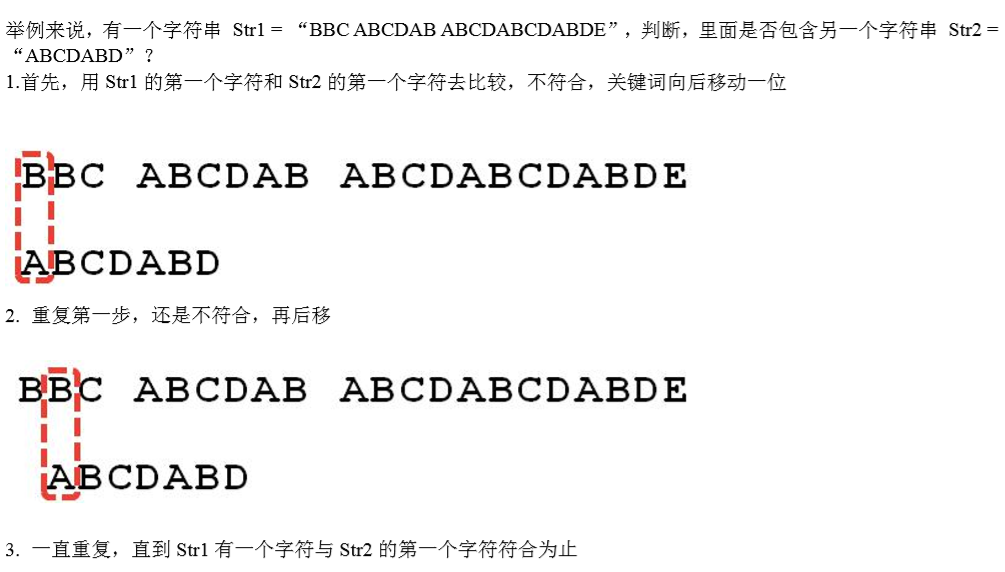 举例来说，有一个字符串 Str1 = “BBC ABCDAB ABCDABCDABDE”，判断，里面是否包含另一个字符串 Str2 =
“ABCDABD”？
1.首先，用 Str1 的第一个字符和 Str2 的第一个字符去比较，不符合，关键词向后移动一位
BBC ABCDAB ABCDABCDABDE
ABCDABD
2. 重复第一步，还是不符合，再后移
BBC ABCDAB ABCDABCDABDE
ABCDABD
3. 一直重复，直到 Str1 有一个字符与 Str2 的第一个字符符合为止